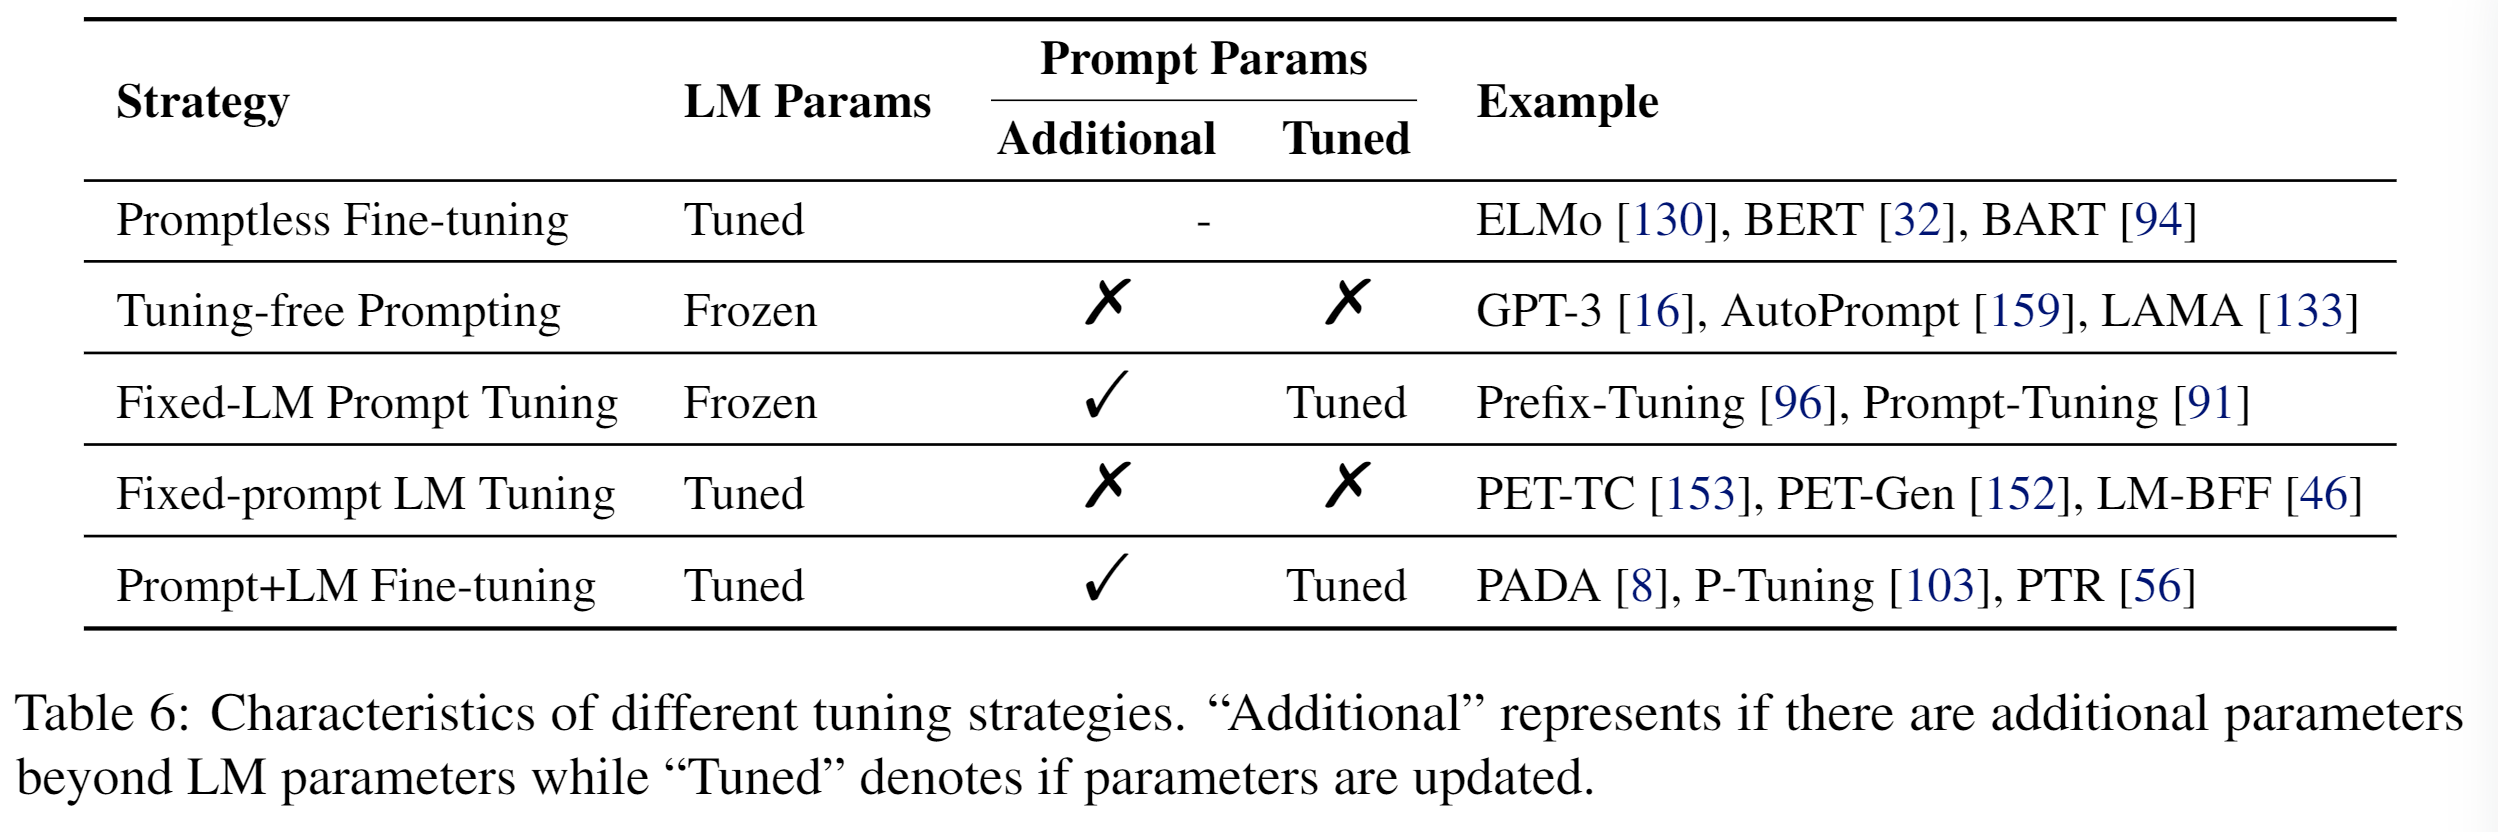 Prompt Params
Strategy LM Params Example
Additional Tuned
Promptless Fine-tuning Tuned - ELMo [130], BERT [32], BART [94]
Tuning-free Prompting Frozen ✗ ✗ GPT-3 [16], AutoPrompt [159], LAMA [133]
Fixed-LM Prompt Tuning Frozen ✓ Tuned Prefix-Tuning [96], Prompt-Tuning [91]
Fixed-prompt LM Tuning Tuned ✗ ✗ PET-TC [153], PET-Gen [152], LM-BFF [46]
Prompt+LM Fine-tuning Tuned ✓ Tuned PADA [8], P-Tuning [103], PTR [56]
Table 6: Characteristics of different tuning strategies. “Additional” represents if there are additional parameters
beyond LM parameters while “Tuned” denotes if parameters are updated.